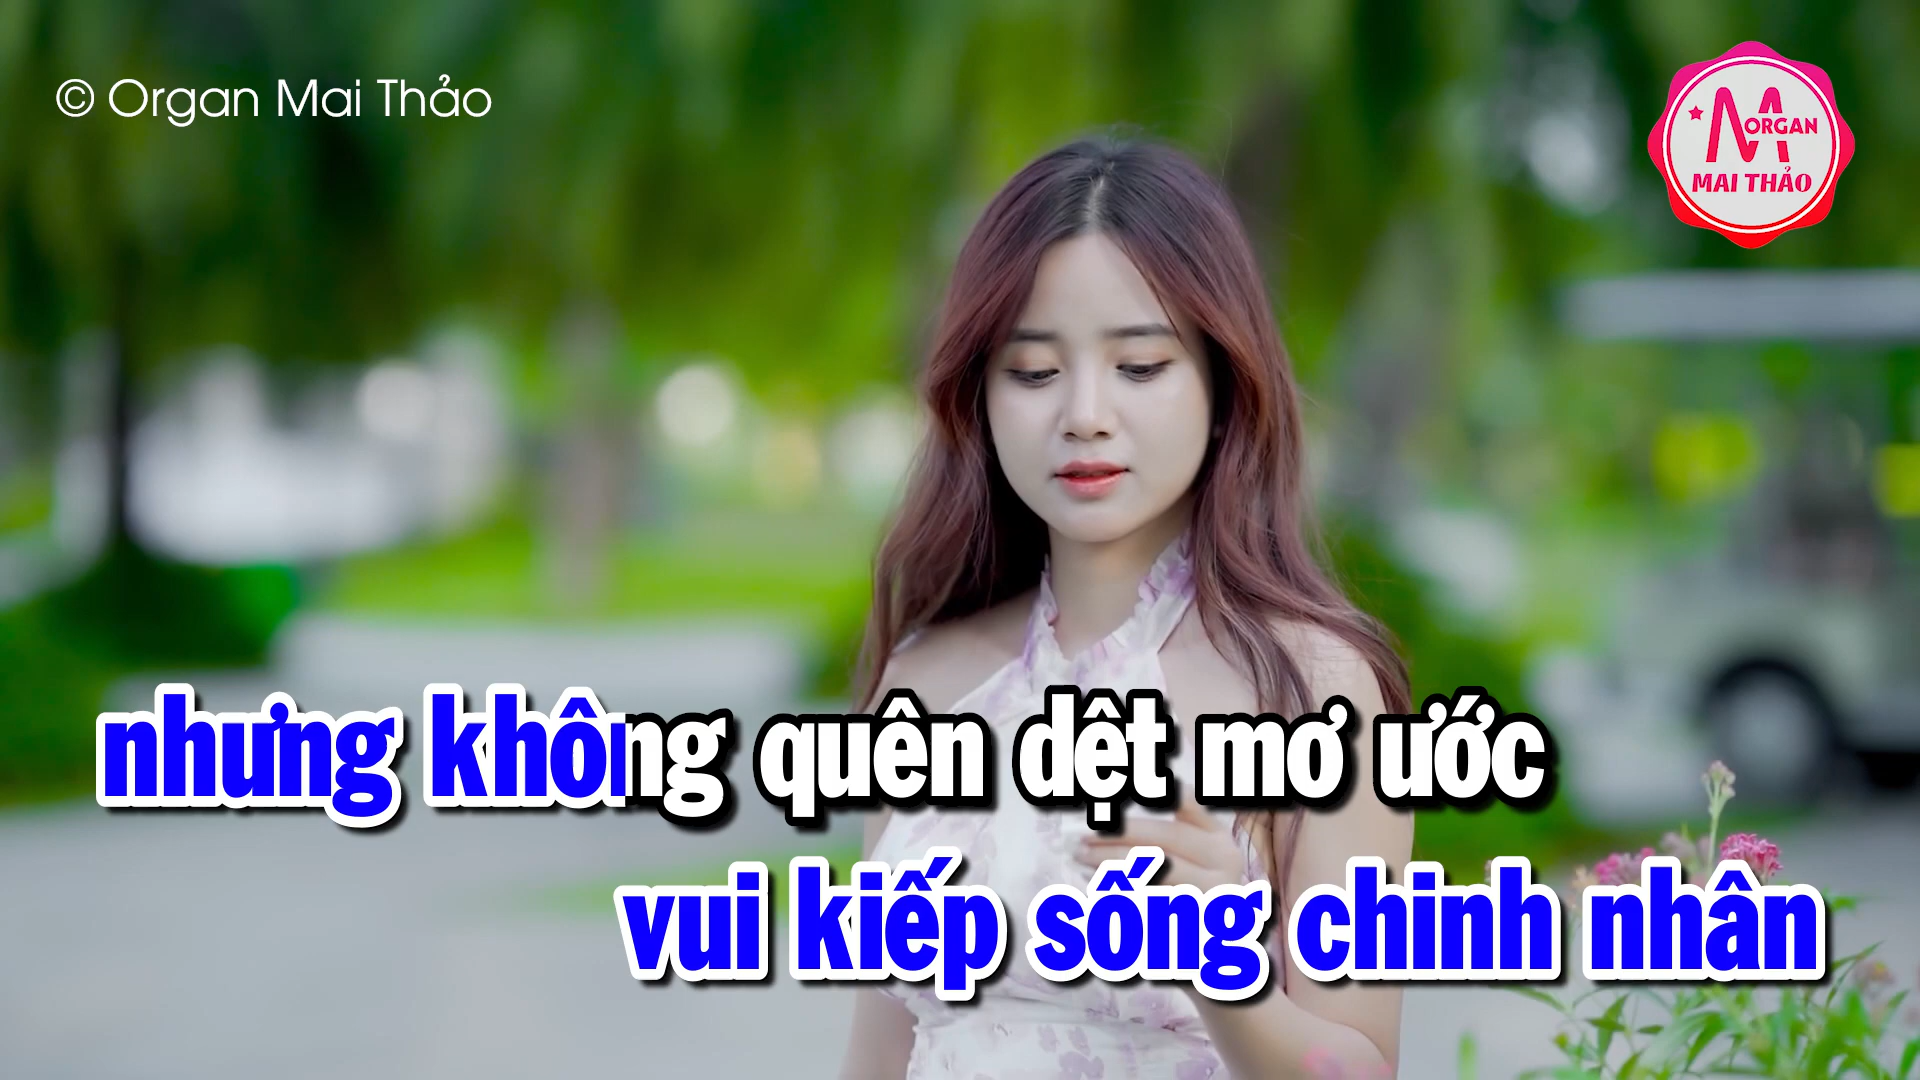 © Organ Mai Thảo
M ORGAN
MAI THẢO
nhưng không quên dệt mơ ước
vui kiếp sống chinh nhân